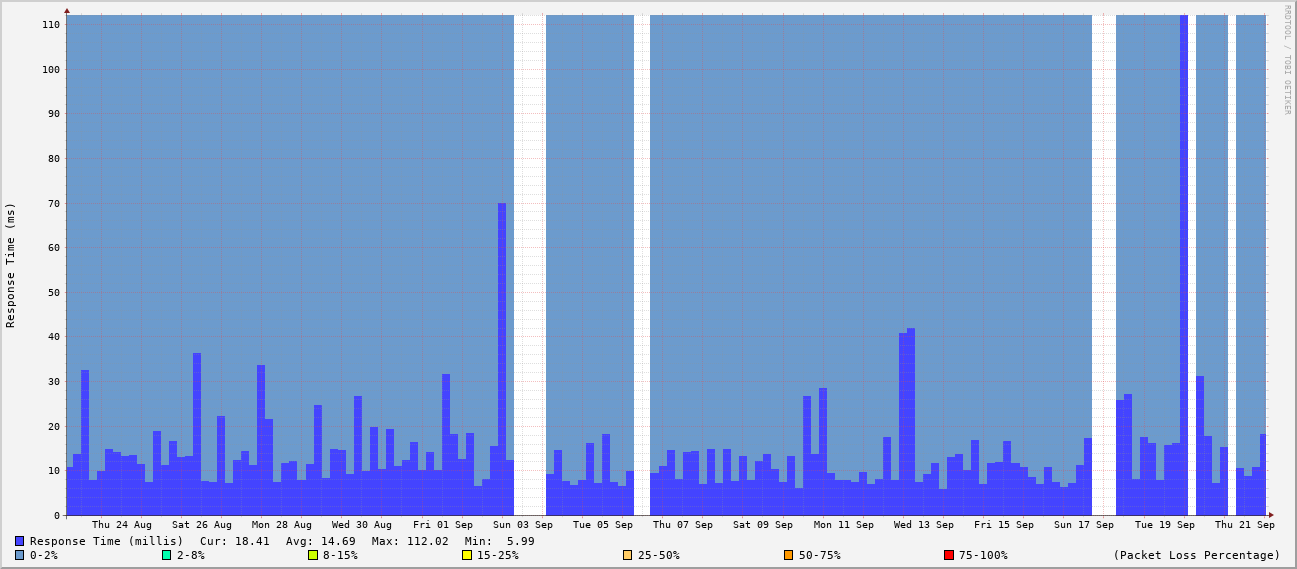 RRDTOOL / TOBI OETIKER
Response Time (ms)
110
100
90
80
70
60
50
40
30
20
10
0
Thu 24 Aug Sat 26 Aug Mon 28 Aug Wed 30 Aug Fri 01 Sep Sun 03 Sep Tue 05 Sep Thu 07 Sep Sat 09 Sep Mon 11 Sep Wed 13 Sep Fri 15 Sep Sun 17 Sep Tue 19 Sep Thu 21 Sep
Response Time (millis) Cur: 18.41 Avg: 14.69 Max: 112.02 Min: 5.99
0-2% 2-8% 8-15% 15-25% 25-50% 50-75% 75-100% (Packet Loss Percentage)